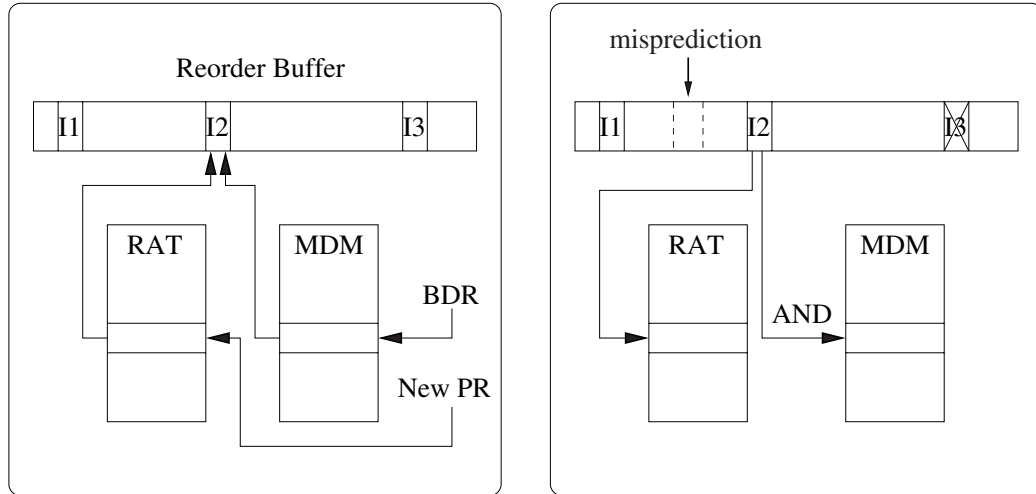 Reorder Buffer
I1 I2 I3
RAT MDM
BDR
New PR
misprediction
I1 I2 I3
RAT MDM
AND